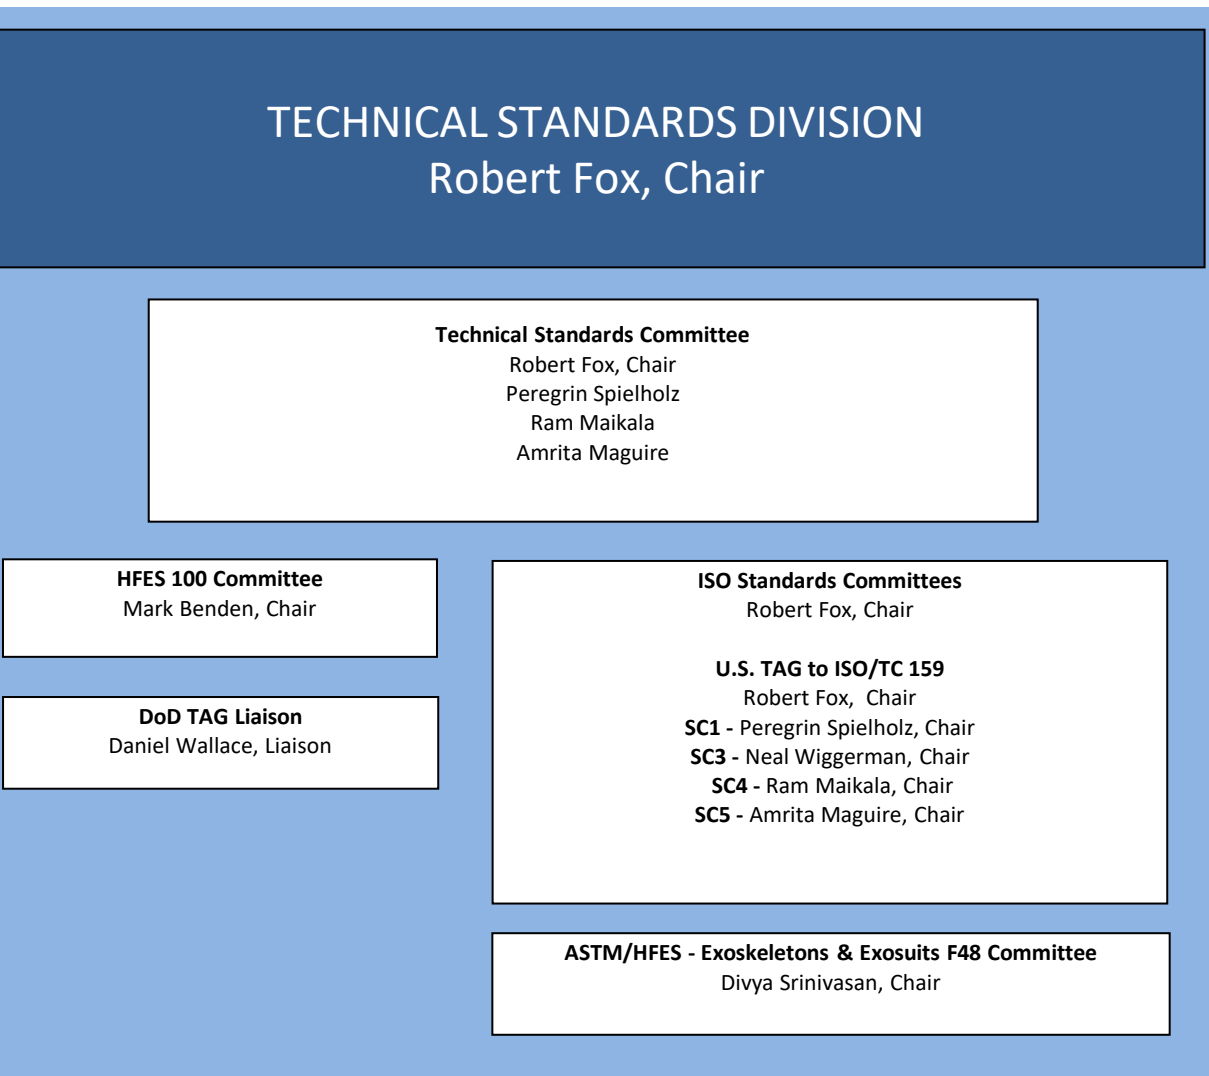 TECHNICAL STANDARDS DIVISION
Robert Fox, Chair
Technical Standards Committee
Robert Fox, Chair
Peregrin Spielholz
Ram Maikala
Amrita Maguire
HFES 100 Committee
Mark Benden, Chair
DoD TAG Liaison
Daniel Wallace, Liaison
ISO Standards Committees
Robert Fox, Chair
U.S. TAG to ISO/TC 159
Robert Fox, Chair
SC1 - Peregrin Spielholz, Chair
SC3 - Neal Wiggerman, Chair
SC4 - Ram Maikala, Chair
SC5 - Amrita Maguire, Chair
ASTM/HFES - Exoskeletons & Exosuits F48 Committee
Divya Srinivasan, Chair